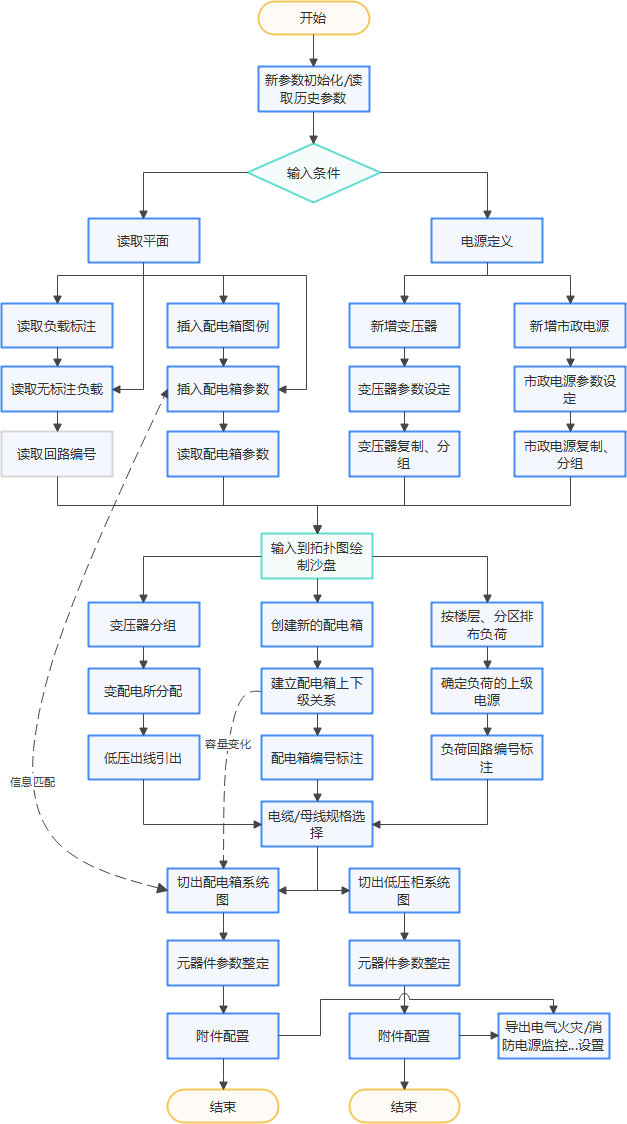 开始
新参数初始化/读
取历史参数
输入条件
读取平面
电源定义
读取负载标注
插入配电箱图例
新增变压器
新增市政电源
读取无标注负载
插入配电箱参数
变压器参数设定
市政电源参数设
定
读取回路编号
读取配电箱参数
变压器复制、分
组
市政电源复制、
分组
输入到拓扑图绘
制沙盘
变压器分组
创建新的配电箱
按楼层、分区排
布负荷
变配电所分配
建立配电箱上下
级关系
确定负荷的上级
电源
容量变化
低压出线引出
配电箱编号标注
负荷回路编号标
注
信息匹配
电缆/母线规格选
择
切出配电箱系统
图
切出低压柜系统
图
元器件参数整定
元器件参数整定
附件配置
附件配置
导出电气火灾/消
防电源监控...设置
结束
结束